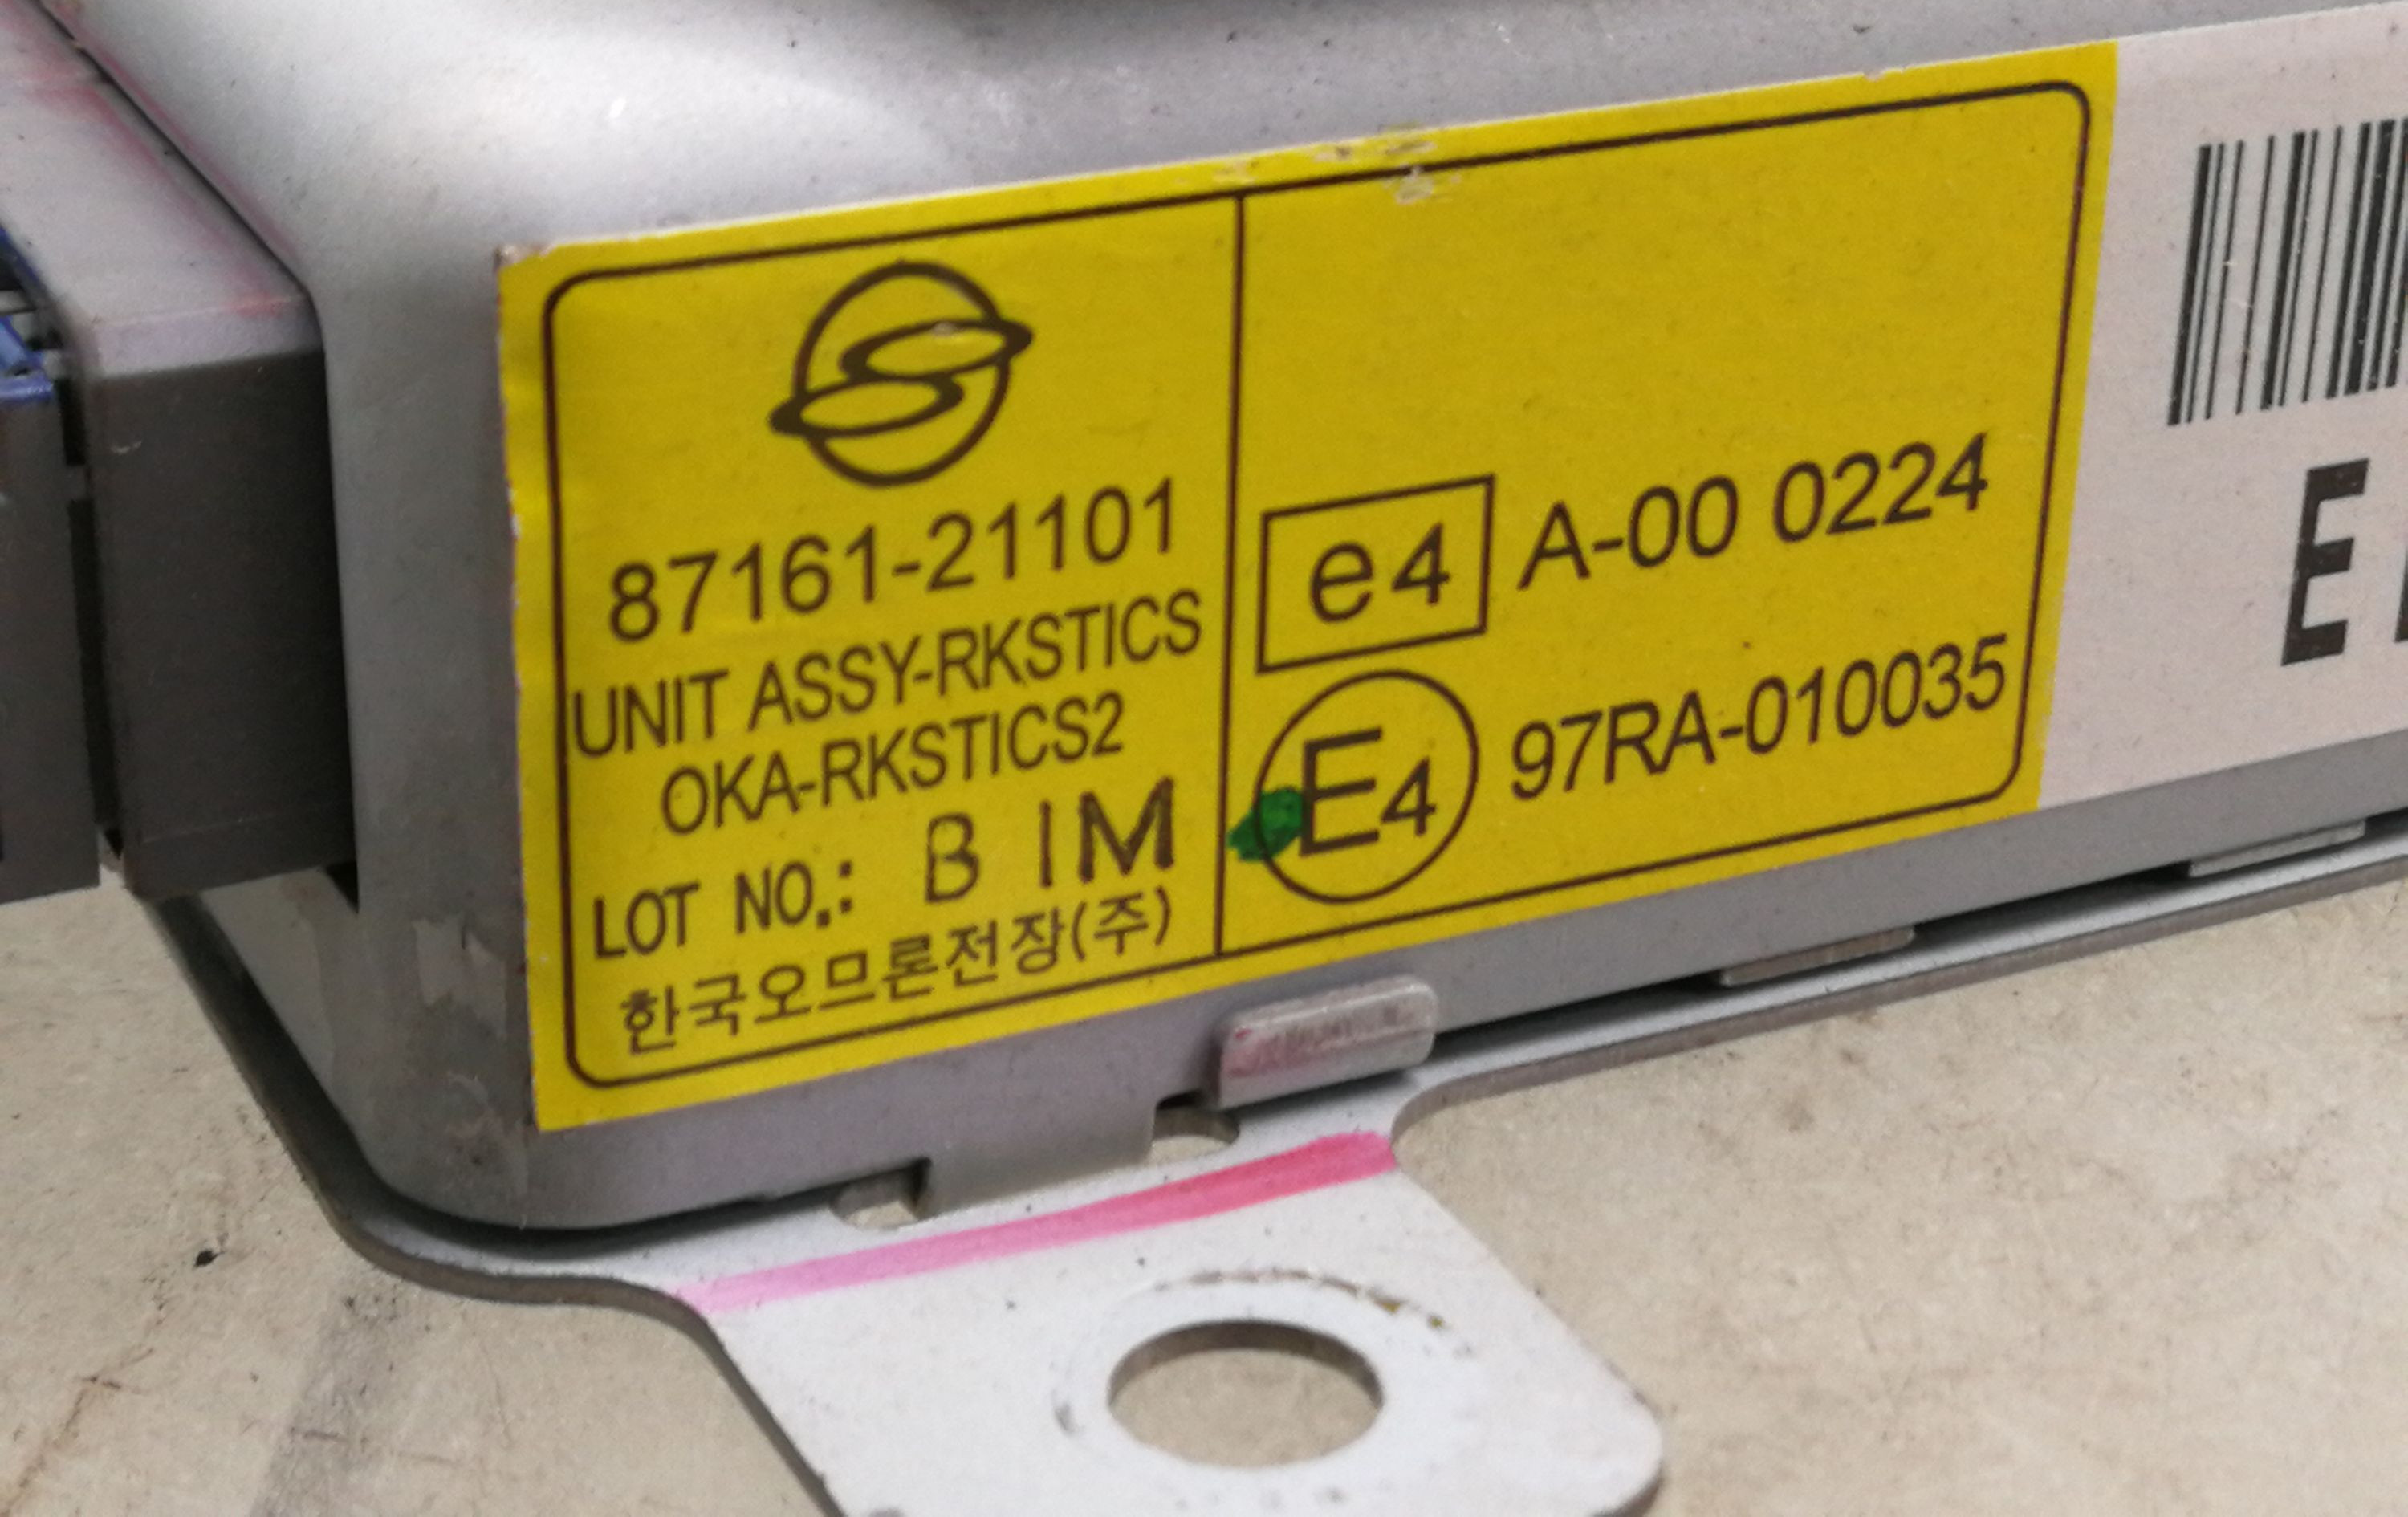 87161-21101
UNIT ASSY-RKSTICS
OKA-RKSTICS2
LOT NO.: B 1M
한국오므론전장(주)
e4 A-00 0224
E4 97RA-010035
E